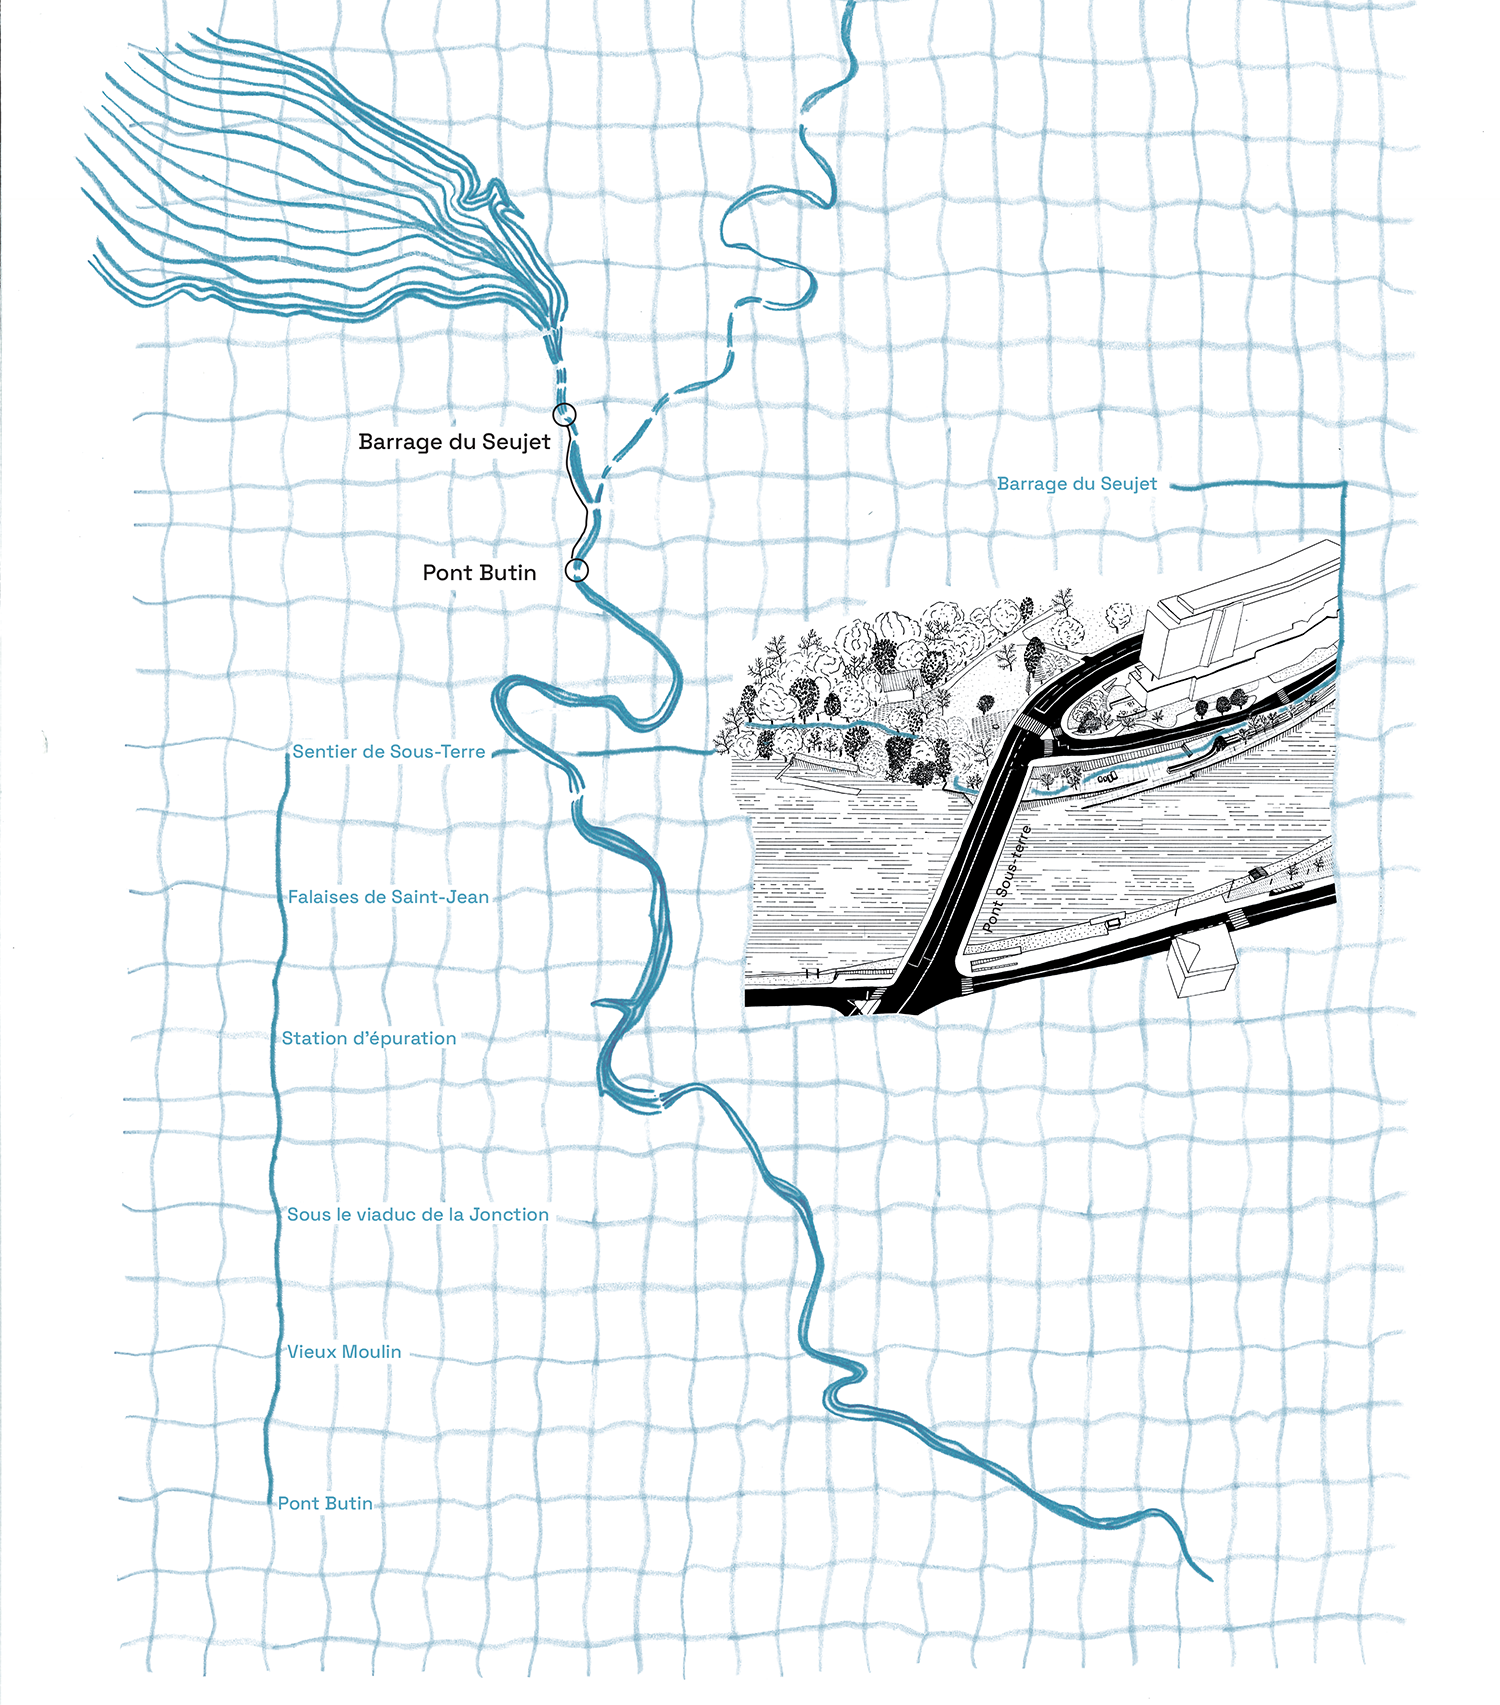 Barrage du Seujet
Barrage du Seujet
Pont Butin
Sentier de Sous-Terre
Pont Sous-terre
Falaises de Saint-Jean
Station d'épuration
Sous le viaduc de la Jonction
Vieux Moulin
Pont Butin